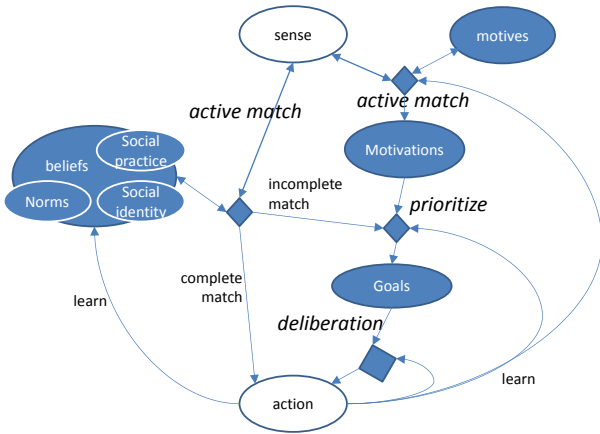 sense
motives
active match
active match
Social
practice
beliefs
Motivations
Norms
Social
identity
incomplete
match
prioritize
complete
match
Goals
learn
deliberation
learn
action